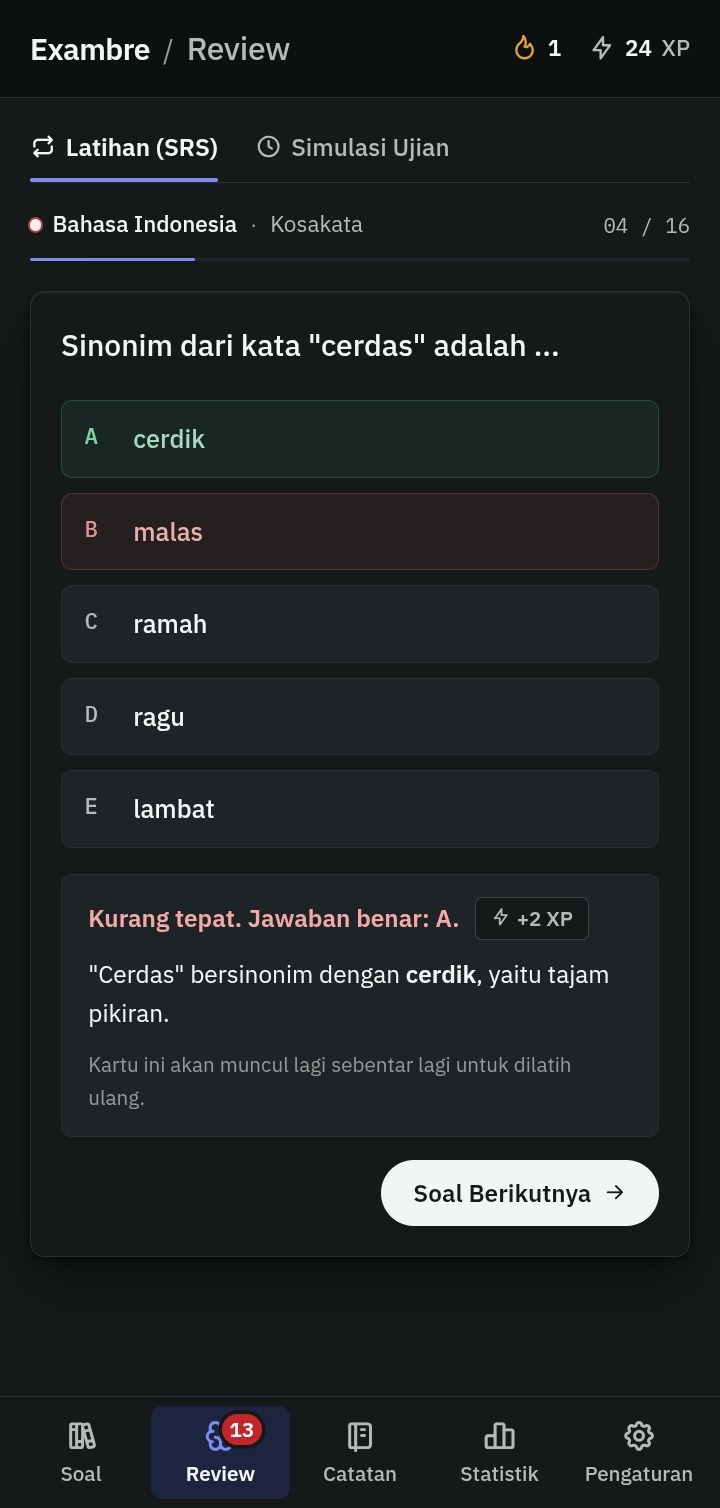 Exambre / Review 1 24 XP
Latihan (SRS) Simulasi Ujian
Bahasa Indonesia · Kosakata 04 / 16
Sinonim dari kata "cerdas" adalah ...
A cerdik
B malas
C ramah
D ragu
E lambat
Kurang tepat. Jawaban benar: A. +2 XP
"Cerdas" bersinonim dengan cerdik, yaitu tajam
pikiran.
Kartu ini akan muncul lagi sebentar lagi untuk dilatih
ulang.
Soal Berikutnya →
13
Soal Review Catatan Statistik Pengaturan